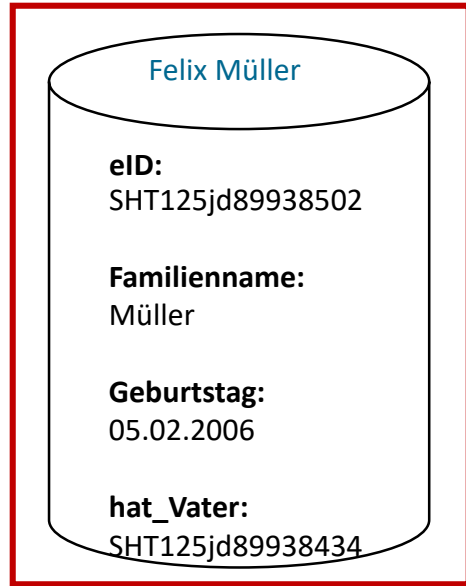 Felix Müller
eID:
SHT125jd89938502
Familienname:
Müller
Geburtstag:
05.02.2006
hat_Vater:
SHT125jd89938434